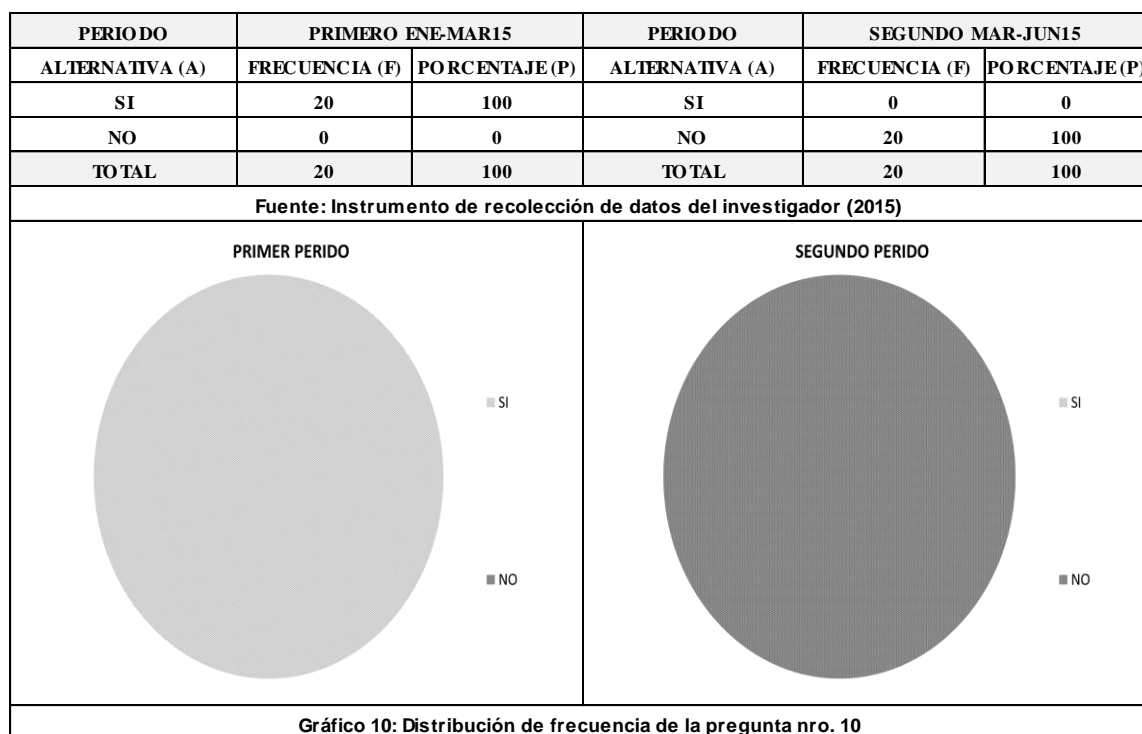 PERIODO PRIMERO ENE-MAR15 PERIODO SEGUNDO MAR-JUN15
ALTERNATIVA (A) FRECUENCIA (F) PORCENTAJE (P) ALTERNATIVA (A) FRECUENCIA (F) PORCENTAJE (P)
SI 20 100 SI 0 0
NO 0 0 NO 20 100
TOTAL 20 100 TOTAL 20 100
Fuente: Instrumento de recolección de datos del investigador (2015)
PRIMER PERIDO
SI
NO
SEGUNDO PERIDO
SI
NO
Gráfico 10: Distribución de frecuencia de la pregunta nro. 10